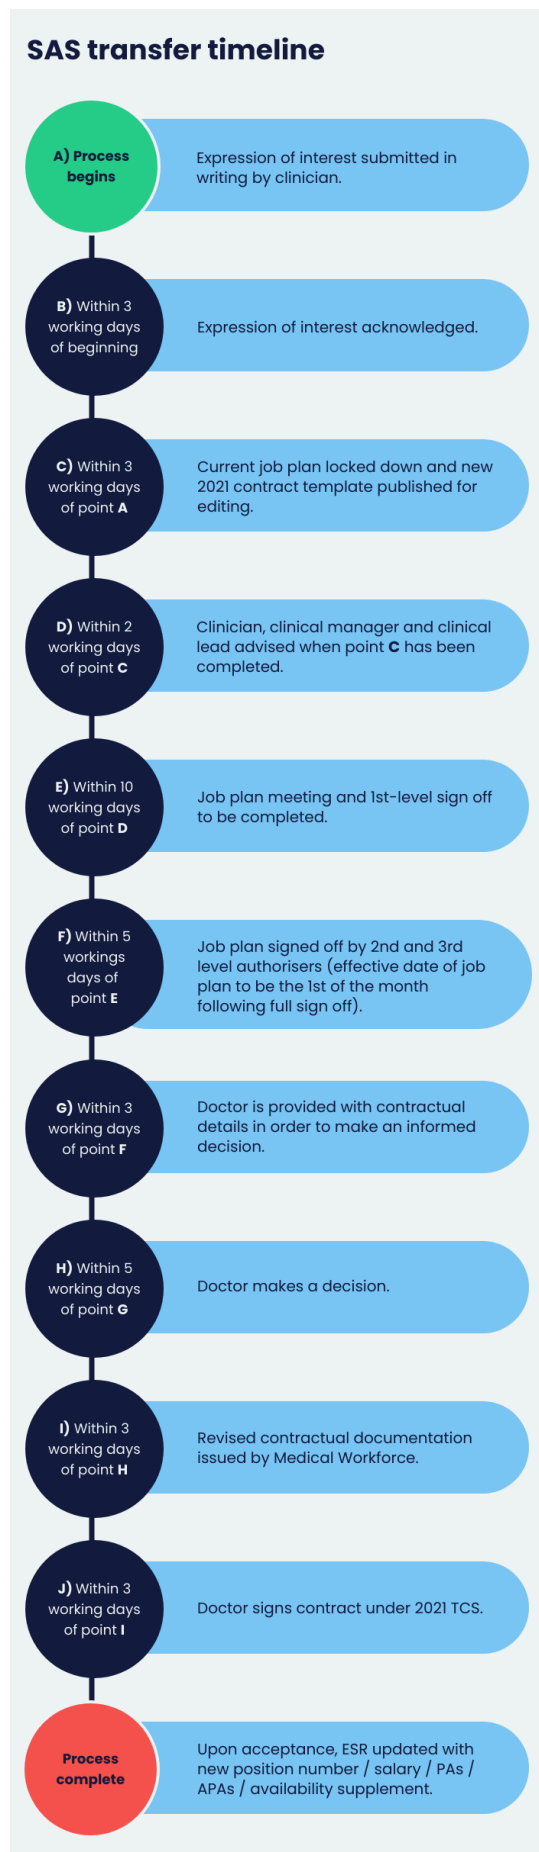 SAS transfer timeline
A) Process
begins
Expression of interest submitted in
writing by clinician.
B) Within 3
working days
of beginning
Expression of interest acknowledged.
C) Within 3
working days
of point A
Current job plan locked down and new
2021 contract template published for
editing.
D) Within 2
working days
of point C
Clinician, clinical manager and clinical
lead advised when point C has been
completed.
E) Within 10
working days
of point D
Job plan meeting and 1st-level sign off
to be completed.
F) Within 5
workings
days of
point E
Job plan signed off by 2nd and 3rd
level authorisers (effective date of job
plan to be the 1st of the month
following full sign off).
G) Within 3
working days
of point F
Doctor is provided with contractual
details in order to make an informed
decision.
H) Within 5
working days
of point G
Doctor makes a decision.
I) Within 3
working days
of point H
Revised contractual documentation
issued by Medical Workforce.
J) Within 3
working days
of point I
Doctor signs contract under 2021 TCS.
Process
complete
Upon acceptance, ESR updated with
new position number / salary / PAs /
APAs / availability supplement.